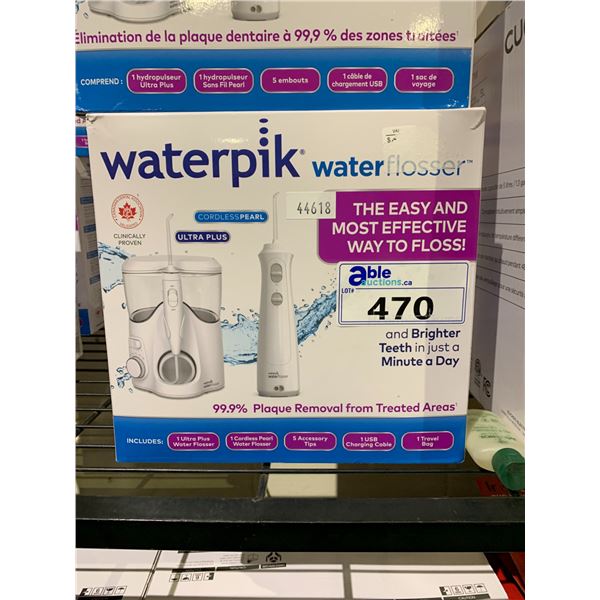 Élimination de la plaque dentaire à 99,9 % des zones traitées†
COMPREND :
1 hydropulseur
Ultra Plus
1 hydropulseur
Sans Fil Pearl
5 embouts
1 câble de
chargement USB
1 sac de
voyage
waterpik® waterflosser™
44618
CLINICALLY
PROVEN
CORDLESS PEARL
ULTRA PLUS
THE EASY AND
MOST EFFECTIVE
WAY TO FLOSS!
able
auctions.ca
LOT#
470
and Brighter
Teeth in just a
Minute a Day
waterpik
waterflosser
99.9% Plaque Removal from Treated Areas†
INCLUDES:
1 Ultra Plus
Water Flosser
1 Cordless Pearl
Water Flosser
5 Accessory
Tips
1 USB
Charging Cable
1 Travel
Bag